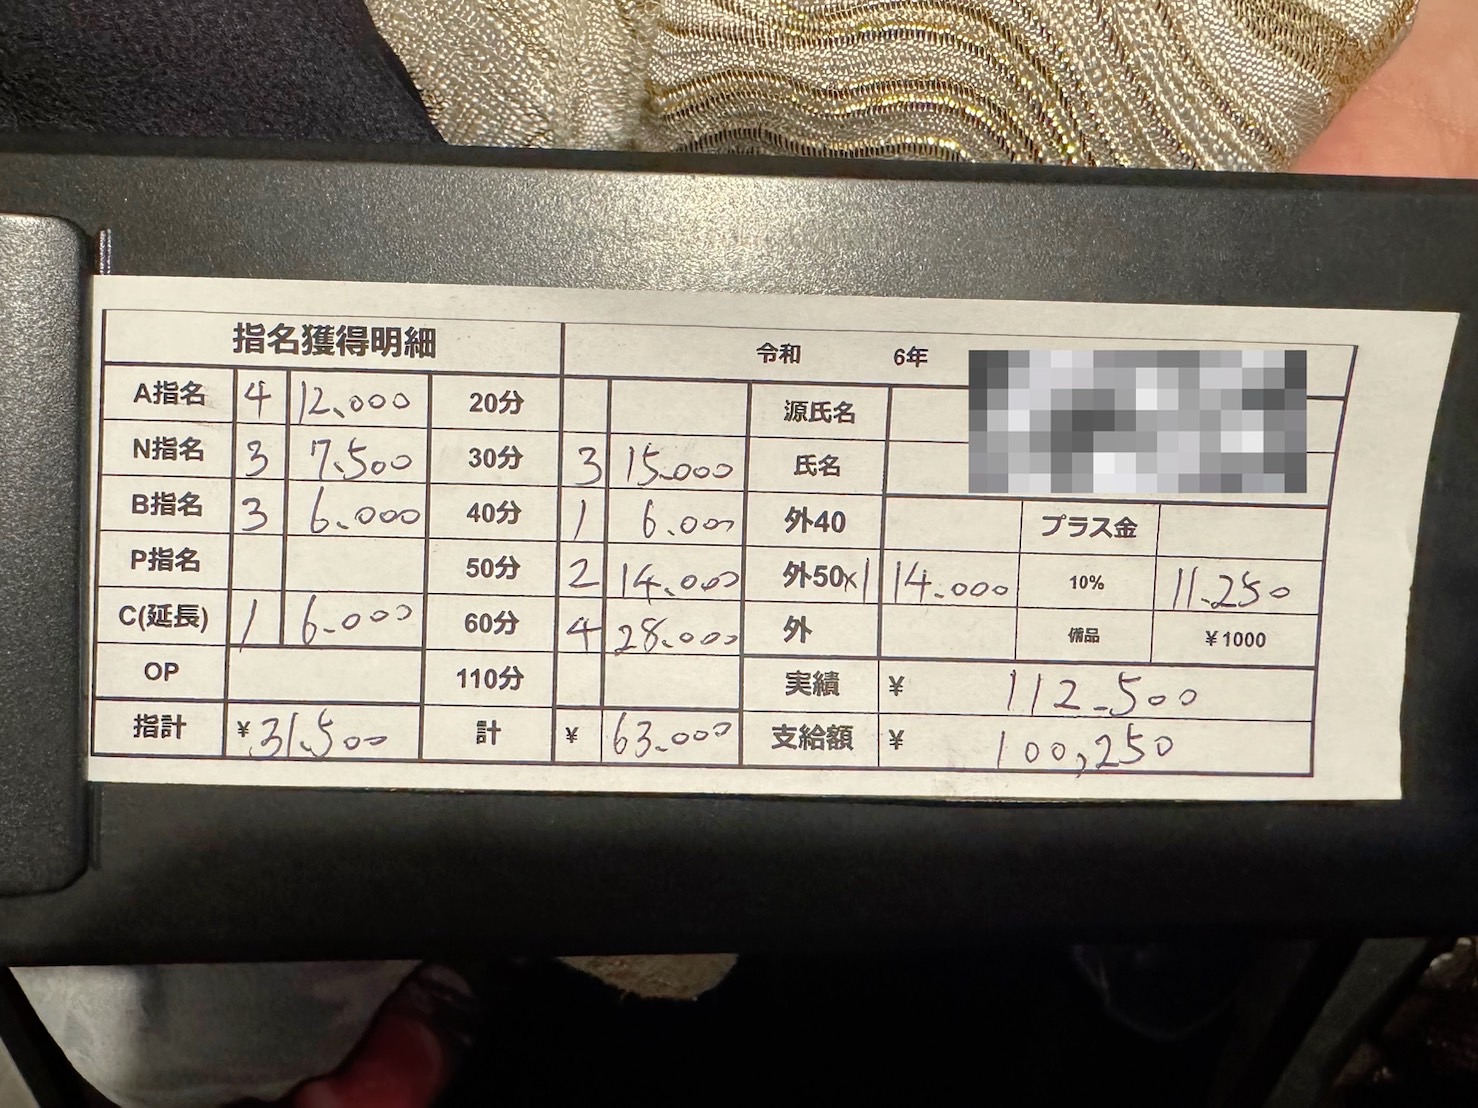 指名獲得明細 令和 6年
A指名 4 12.000 20分 源氏名
N指名 3 7.500 30分 3 15.000 氏名
B指名 3 6.000 40分 1 6.000 外40 プラス金
P指名 50分 2 14.000 外50×1 14.000 10% 11.250
C(延長) 1 6.000 60分 4 28.000 外 備品 ¥1000
OP 110分 実績 ¥ 112.500
指計 ¥31.500 計 ¥ 63.000 支給額 ¥ 100,250